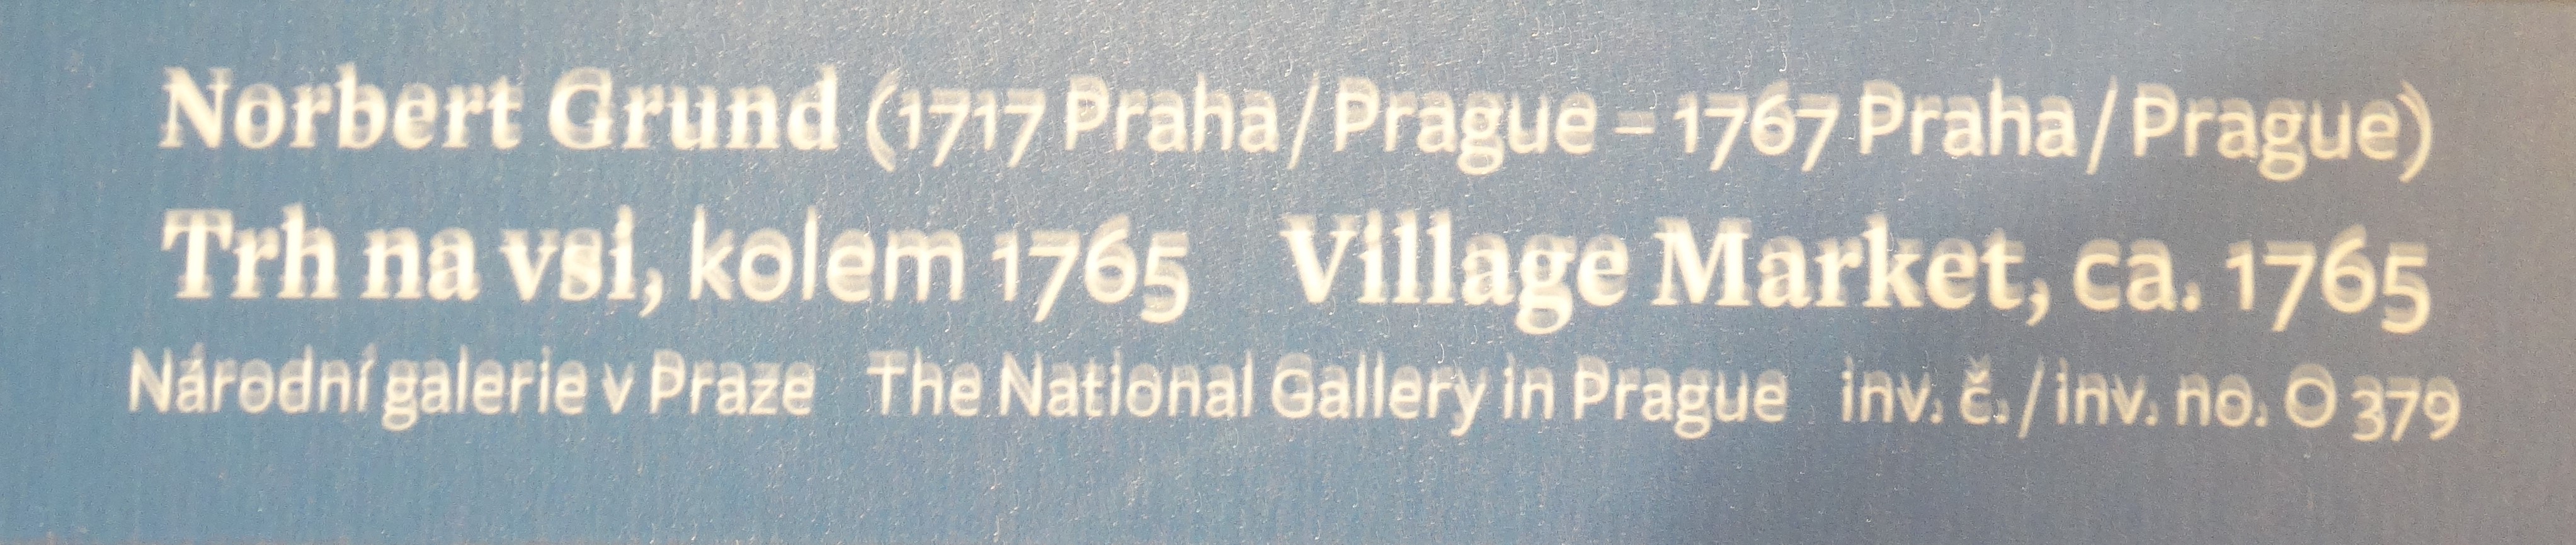 Norbert Grund (1717 Praha / Prague – 1767 Praha / Prague)
Trh na vsi, kolem 1765 Village Market, ca. 1765
Národní galerie v Praze The National Gallery in Prague inv. č. / inv. no. O 379